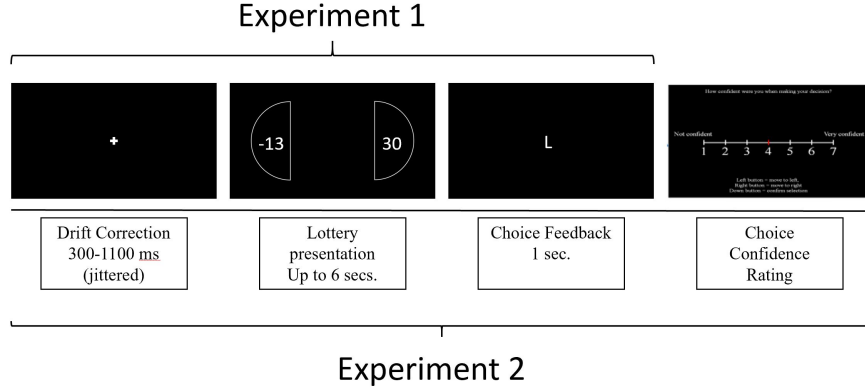 Experiment 1
-13
30
L
How confident were you when making your decision?
Not confident
Very confident
1 2 3 4 5 6 7
Left button = move to left,
Right button = move to right
Down button = confirm selection
Drift Correction
300-1100 ms
(jittered)
Lottery
presentation
Up to 6 secs.
Choice Feedback
1 sec.
Choice
Confidence
Rating
Experiment 2